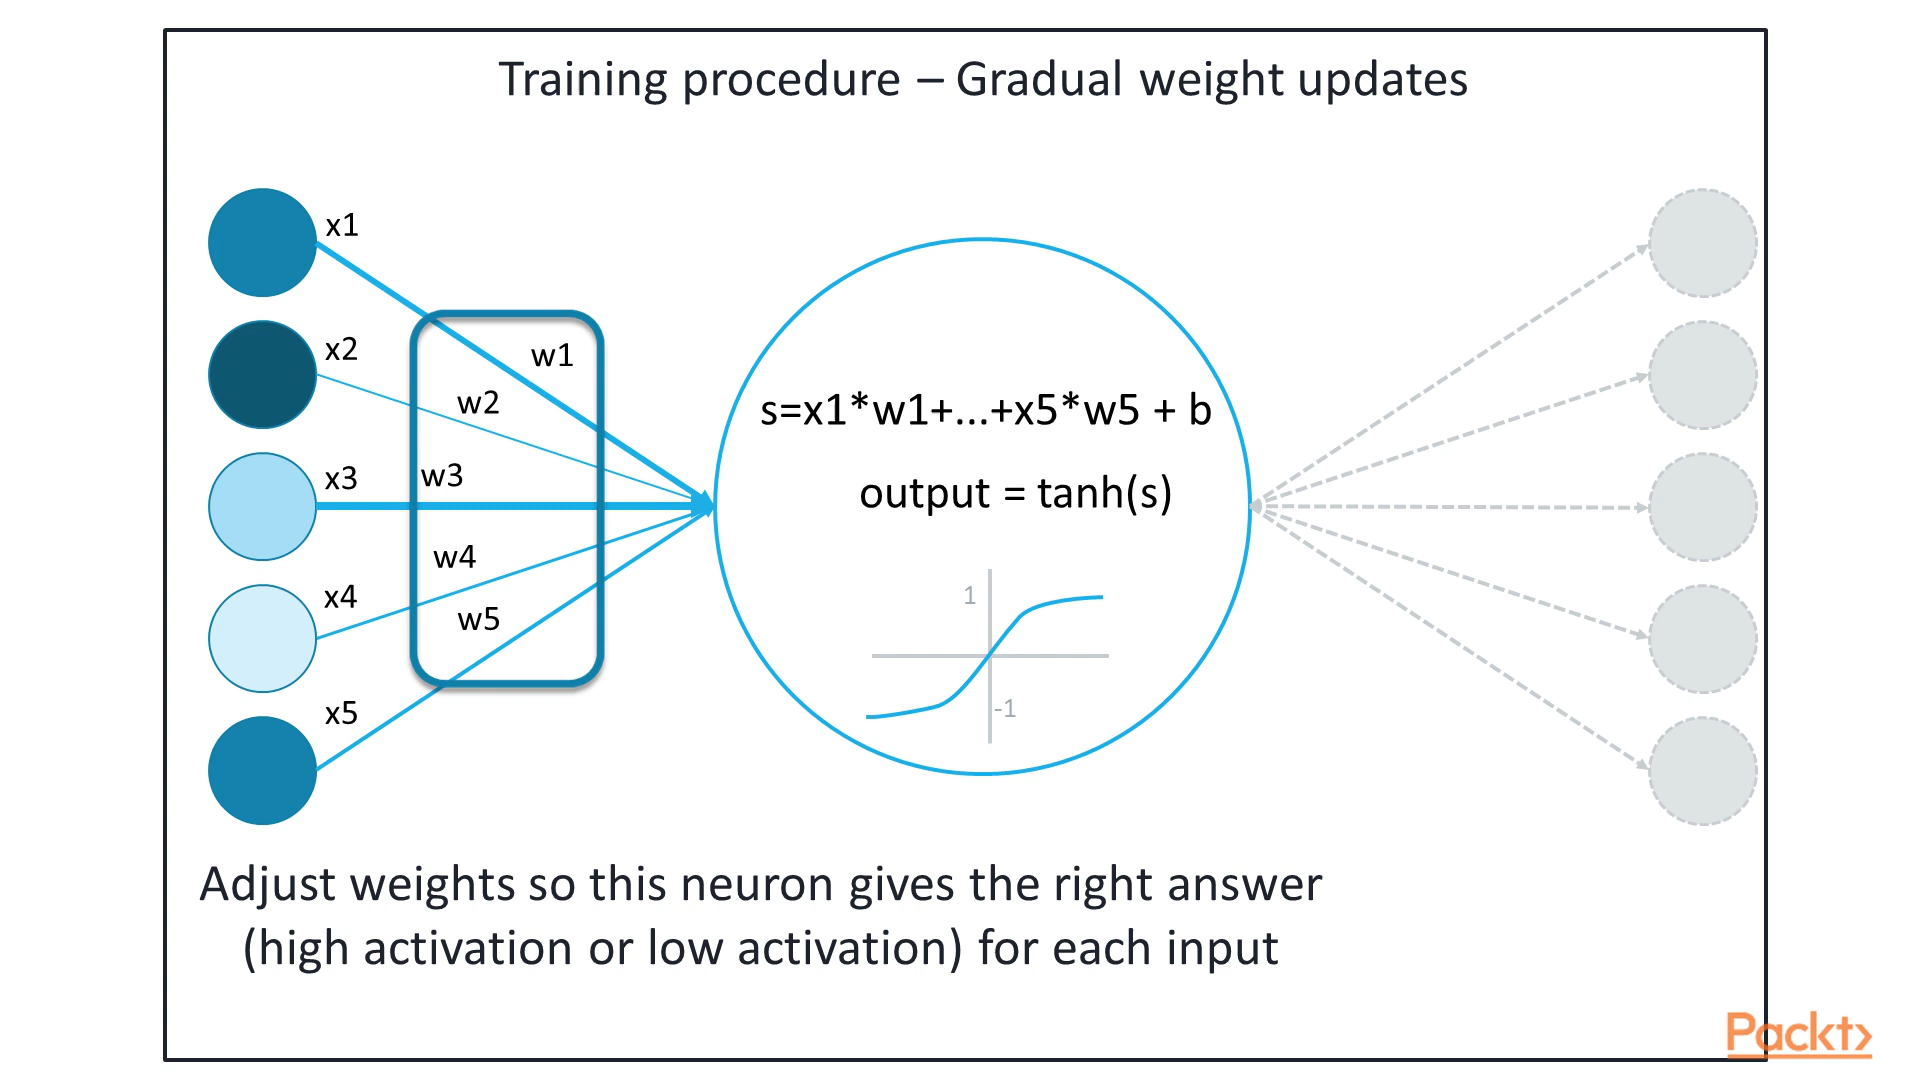 Training procedure – Gradual weight updates
x1
x2
x3
x4
x5
w1
w2
w3
w4
w5
s=x1*w1+...+x5*w5 + b
output = tanh(s)
1
-1
Adjust weights so this neuron gives the right answer
(high activation or low activation) for each input
Packt>